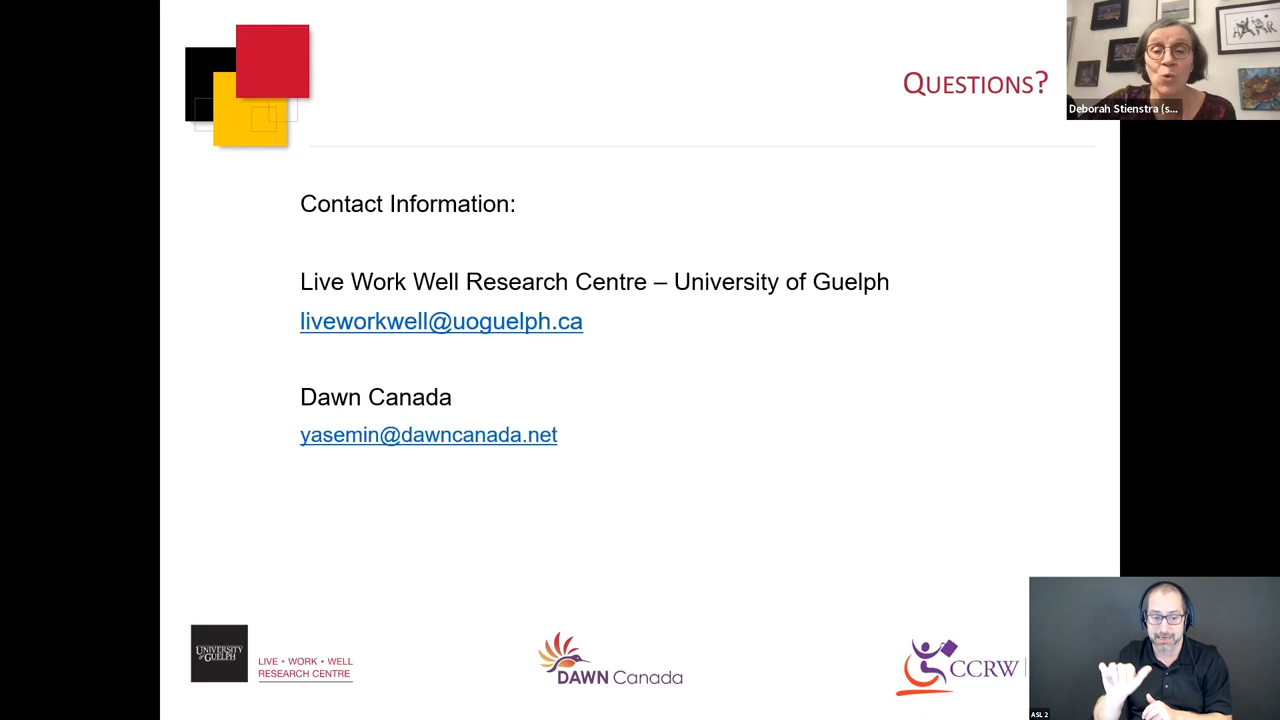 QUESTIONS?
Deborah Stienstra (s...
Contact Information:
Live Work Well Research Centre – University of Guelph
liveworkwell@uoguelph.ca
Dawn Canada
yasemin@dawncanada.net
UNIVERSITY
of GUELPH
LIVE • WORK • WELL
RESEARCH CENTRE
DAWN Canada
CCRW
ASL 2